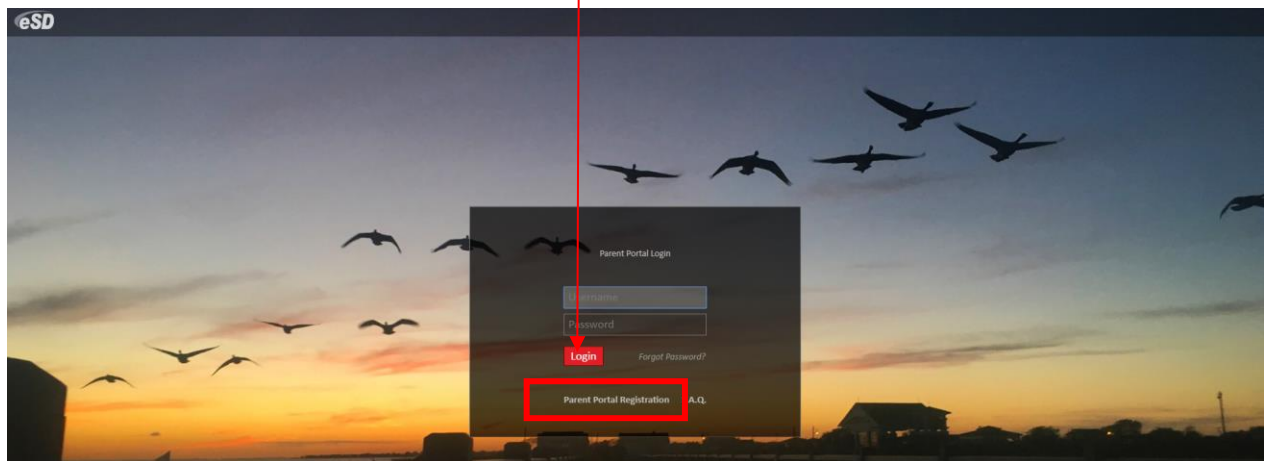 eSD
Parent Portal Login
Username
Password
Login Forgot Password?
Parent Portal Registration A.Q.